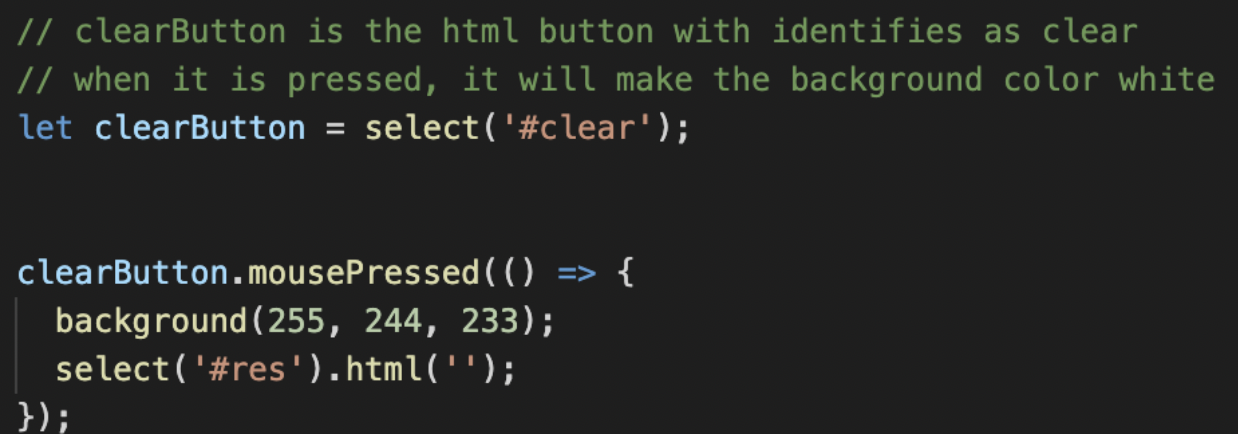 // clearButton is the html button with identifies as clear
// when it is pressed, it will make the background color white
let clearButton = select('#clear');
clearButton.mousePressed(() => {
  background(255, 244, 233);
  select('#res').html('');
});